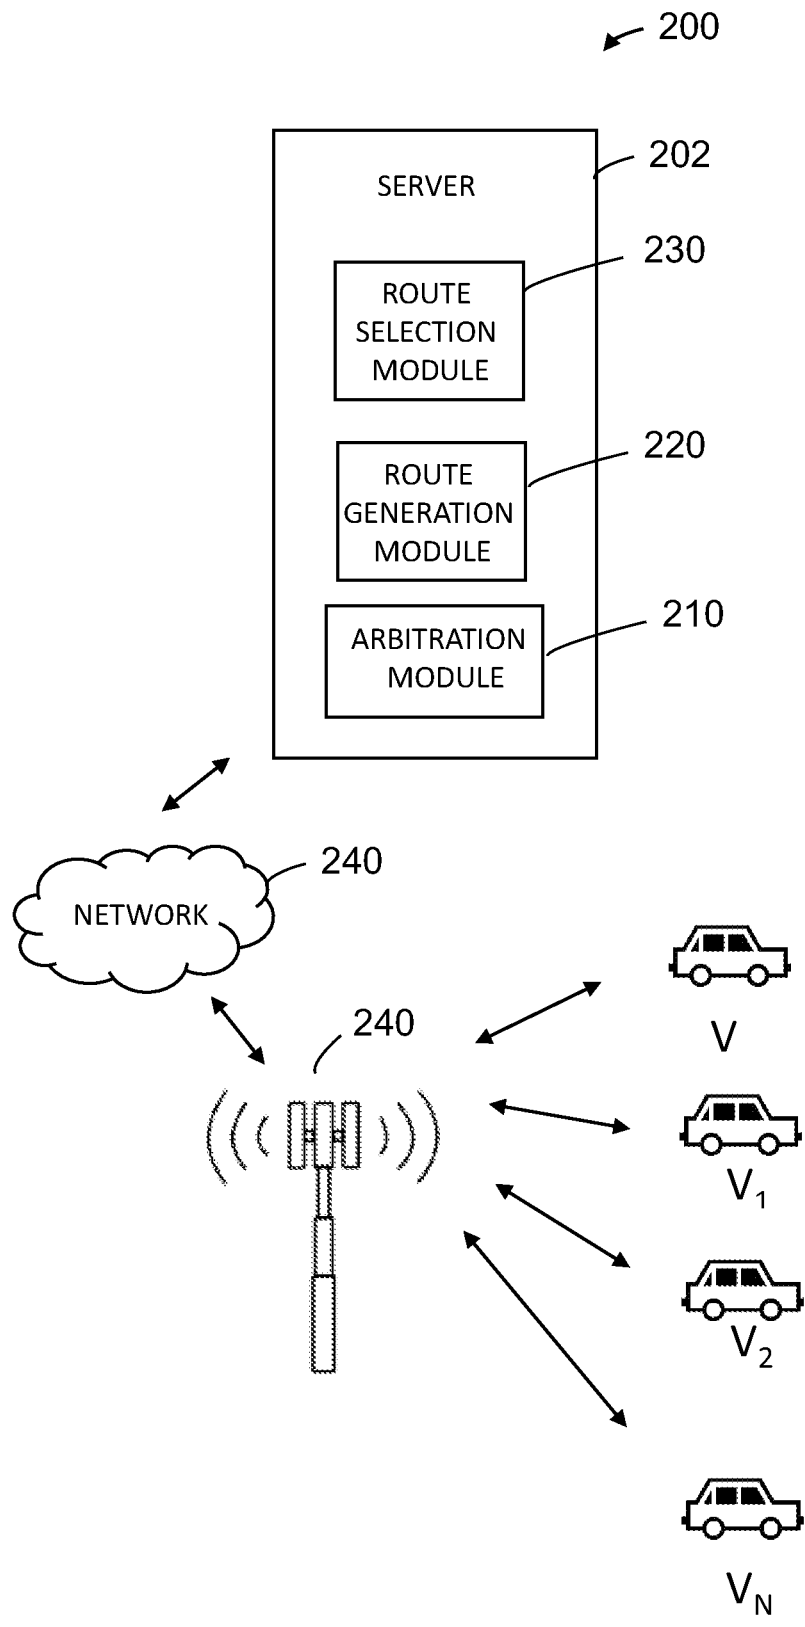 200
202
SERVER
230
ROUTE
SELECTION
MODULE
220
ROUTE
GENERATION
MODULE
210
ARBITRATION
MODULE
240
NETWORK
240
V
V₁
V₂
V_N